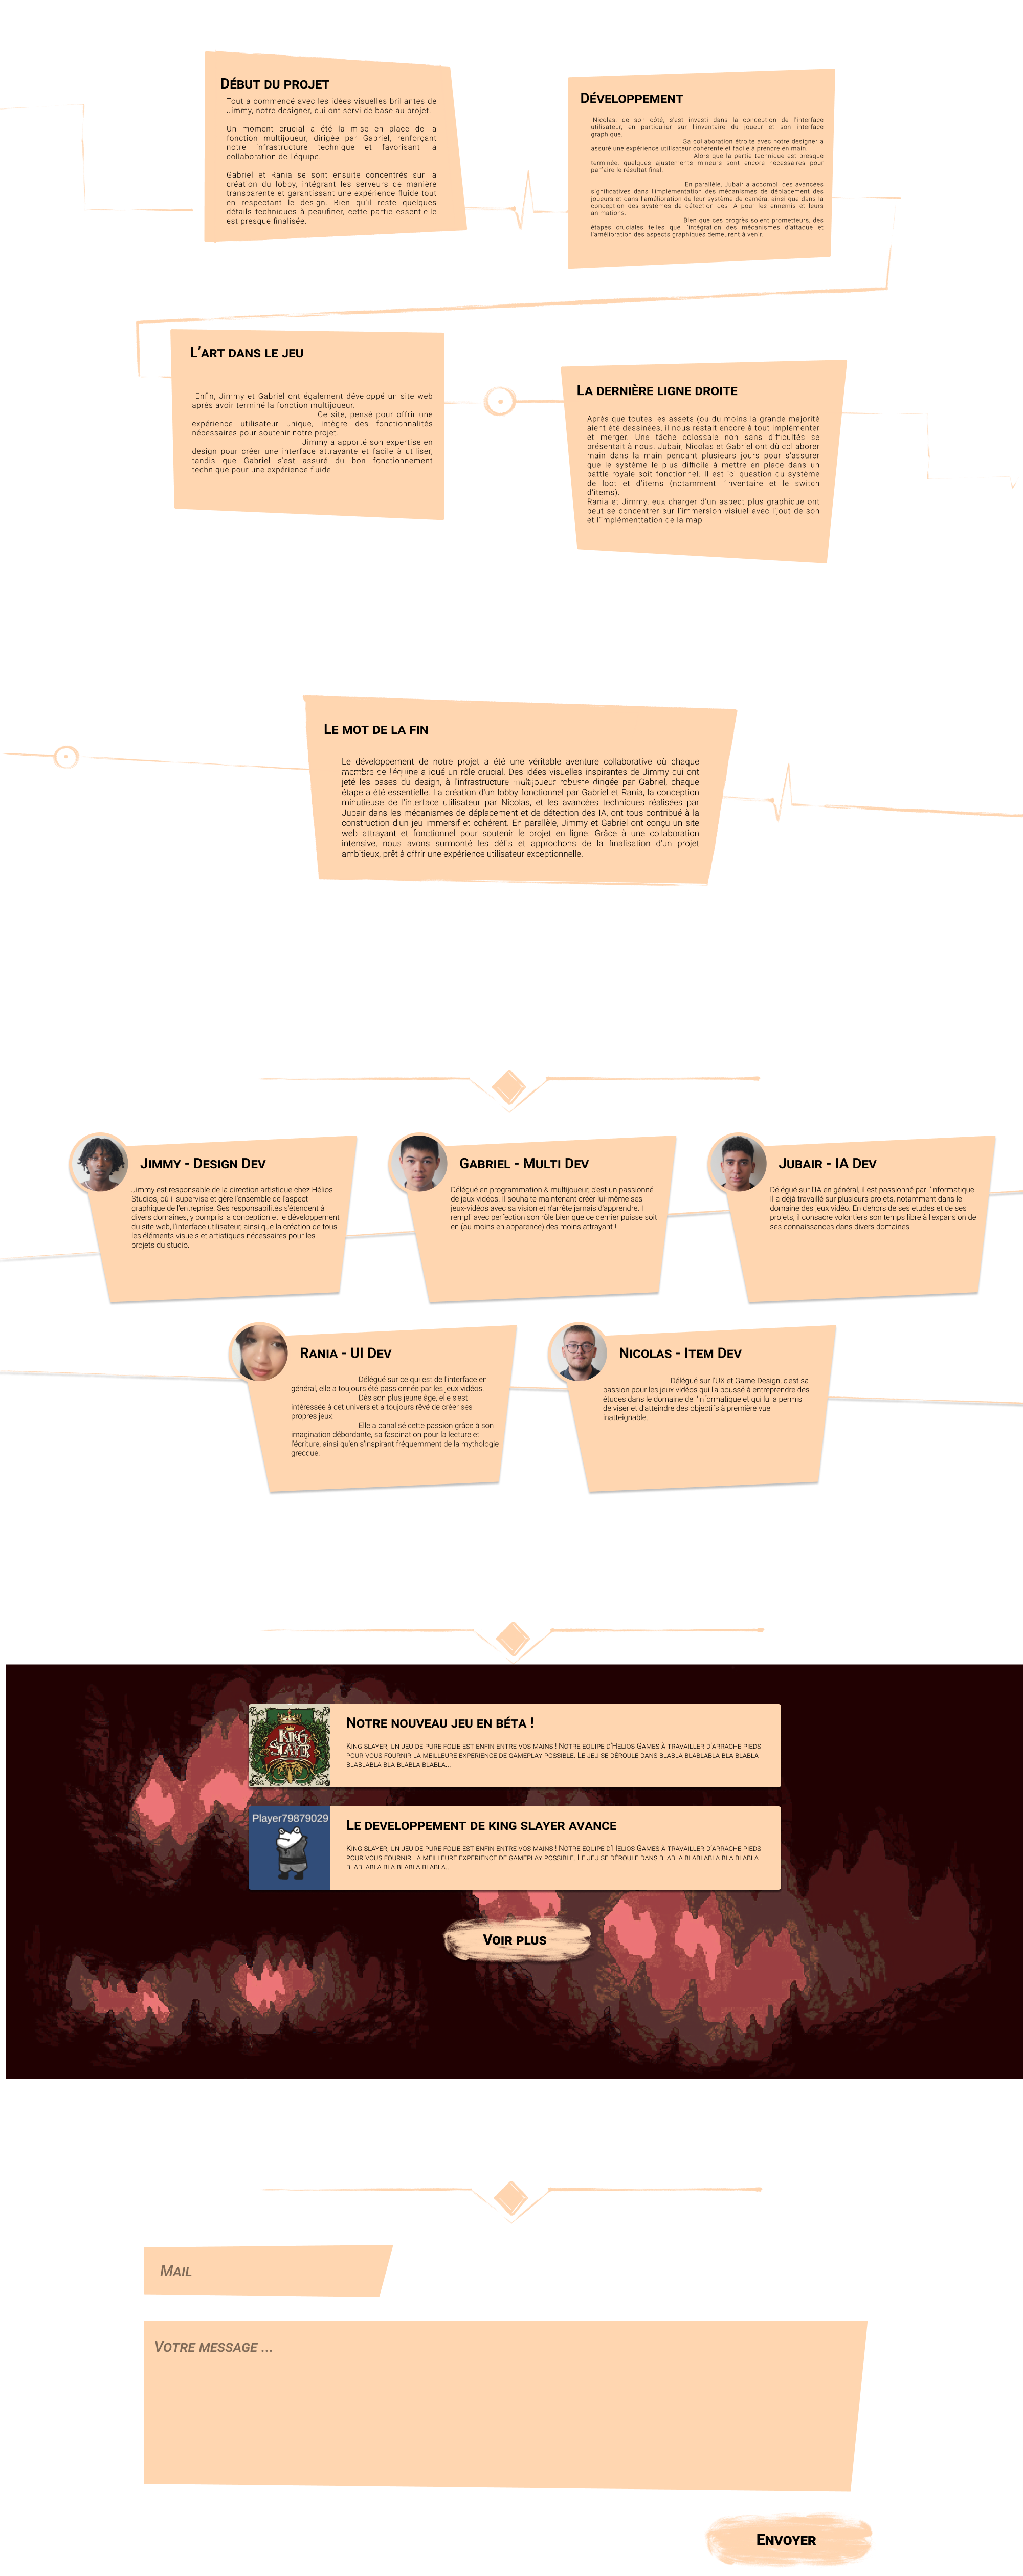 Début du projet
Tout a commencé avec les idées visuelles brillantes de
Jimmy, notre designer, qui ont servi de base au projet.
Un moment crucial a été la mise en place de la
fonction multijoueur, dirigée par Gabriel, renforçant
notre infrastructure technique et favorisant la
collaboration de l'équipe.
Gabriel et Rania se sont ensuite concentrés sur la
création du lobby, intégrant les serveurs de manière
transparente et garantissant une expérience fluide tout
en respectant le design. Bien qu'il reste quelques
détails techniques à peaufiner, cette partie essentielle
est presque finalisée.
Développement
Nicolas, de son côté, s'est investi dans la conception de l'interface
utilisateur, en particulier sur l'inventaire du joueur et son interface
graphique.
Sa collaboration étroite avec notre designer a
assuré une expérience utilisateur cohérente et facile à prendre en main.
Alors que la partie technique est presque
terminée, quelques ajustements mineurs sont encore nécessaires pour
parfaire le résultat final.
En parallèle, Jubair a accompli des avancées
significatives dans l'implémentation des mécanismes de déplacement des
joueurs et dans l'amélioration de leur système de caméra, ainsi que dans la
conception des systèmes de détection des IA pour les ennemis et leurs
animations.
Bien que ces progrès soient prometteurs, des
étapes cruciales telles que l'intégration des mécanismes d'attaque et
l'amélioration des aspects graphiques demeurent à venir.
L'art dans le jeu
Enfin, Jimmy et Gabriel ont également développé un site web
après avoir terminé la fonction multijoueur.
Ce site, pensé pour offrir une
expérience utilisateur unique, intègre des fonctionnalités
nécessaires pour soutenir notre projet.
Jimmy a apporté son expertise en
design pour créer une interface attrayante et facile à utiliser,
tandis que Gabriel s'est assuré du bon fonctionnement
technique pour une expérience fluide.
La dernière ligne droite
Après que toutes les assets (ou du moins la grande majorité
aient été dessinées, il nous restait encore à tout implémenter
et merger. Une tâche colossale non sans difficultés se
présentait à nous. Jubair, Nicolas et Gabriel ont dû collaborer
main dans la main pendant plusieurs jours pour s'assurer
que le système le plus difficile à mettre en place dans un
battle royale soit fonctionnel. Il est ici question du système
de loot et d'items (notamment l'inventaire et le switch
d'items).
Rania et Jimmy, eux charger d'un aspect plus graphique ont
peut se concentrer sur l'immersion visiuel avec l'jout de son
et l'implémenttation de la map
Le mot de la fin
Le développement de notre projet a été une véritable aventure collaborative où chaque
membre de l'équipe a joué un rôle crucial. Des idées visuelles inspirantes de Jimmy qui ont
jeté les bases du design, à l'infrastructure multijoueur robuste dirigée par Gabriel, chaque
étape a été essentielle. La création d'un lobby fonctionnel par Gabriel et Rania, la conception
minutieuse de l'interface utilisateur par Nicolas, et les avancées techniques réalisées par
Jubair dans les mécanismes de déplacement et de détection des IA, ont tous contribué à la
construction d'un jeu immersif et cohérent. En parallèle, Jimmy et Gabriel ont conçu un site
web attrayant et fonctionnel pour soutenir le projet en ligne. Grâce à une collaboration
intensive, nous avons surmonté les défis et approchons de la finalisation d'un projet
ambitieux, prêt à offrir une expérience utilisateur exceptionnelle.
Jimmy - Design Dev
Jimmy est responsable de la direction artistique chez Hélios
Studios, où il supervise et gère l'ensemble de l'aspect
graphique de l'entreprise. Ses responsabilités s'étendent à
divers domaines, y compris la conception et le développement
du site web, l'interface utilisateur, ainsi que la création de tous
les éléments visuels et artistiques nécessaires pour les
projets du studio.
Gabriel - Multi Dev
Délégué en programmation & multijoueur, c'est un passionné
de jeux vidéos. Il souhaite maintenant créer lui-même ses
jeux-vidéos avec sa vision et n'arrête jamais d'apprendre. Il
rempli avec perfection son rôle bien que ce dernier puisse soit
en (au moins en apparence) des moins attrayant !
Jubair - IA Dev
Délégué sur l'IA en général, il est passionné par l'informatique.
Il a déjà travaillé sur plusieurs projets, notamment dans le
domaine des jeux vidéo. En dehors de ses etudes et de ses
projets, il consacre volontiers son temps libre à l'expansion de
ses connaissances dans divers domaines
Rania - UI Dev
Délégué sur ce qui est de l'interface en
général, elle a toujours été passionnée par les jeux vidéos.
Dès son plus jeune âge, elle s'est
intéressée à cet univers et a toujours rêvé de créer ses
propres jeux.
Elle a canalisé cette passion grâce à son
imagination débordante, sa fascination pour la lecture et
l'écriture, ainsi qu'en s'inspirant fréquemment de la mythologie
grecque.
Nicolas - Item Dev
Délégué sur l'UX et Game Design, c'est sa
passion pour les jeux vidéos qui l'a poussé à entreprendre des
études dans le domaine de l'informatique et qui lui a permis
de viser et d'atteindre des objectifs à première vue
inatteignable.
King
Slayer
Notre nouveau jeu en béta !
King slayer, un jeu de pure folie est enfin entre vos mains ! Notre equipe d'Helios Games à travailler d'arrache pieds
pour vous fournir la meilleure experience de gameplay possible. Le jeu se déroule dans blabla blablabla bla blabla
blablabla bla blabla blabla...
Player79879029
Le developpement de king slayer avance
King slayer, un jeu de pure folie est enfin entre vos mains ! Notre equipe d'Helios Games à travailler d'arrache pieds
pour vous fournir la meilleure experience de gameplay possible. Le jeu se déroule dans blabla blablabla bla blabla
blablabla bla blabla blabla...
Voir plus
Mail
Votre message ...
Envoyer